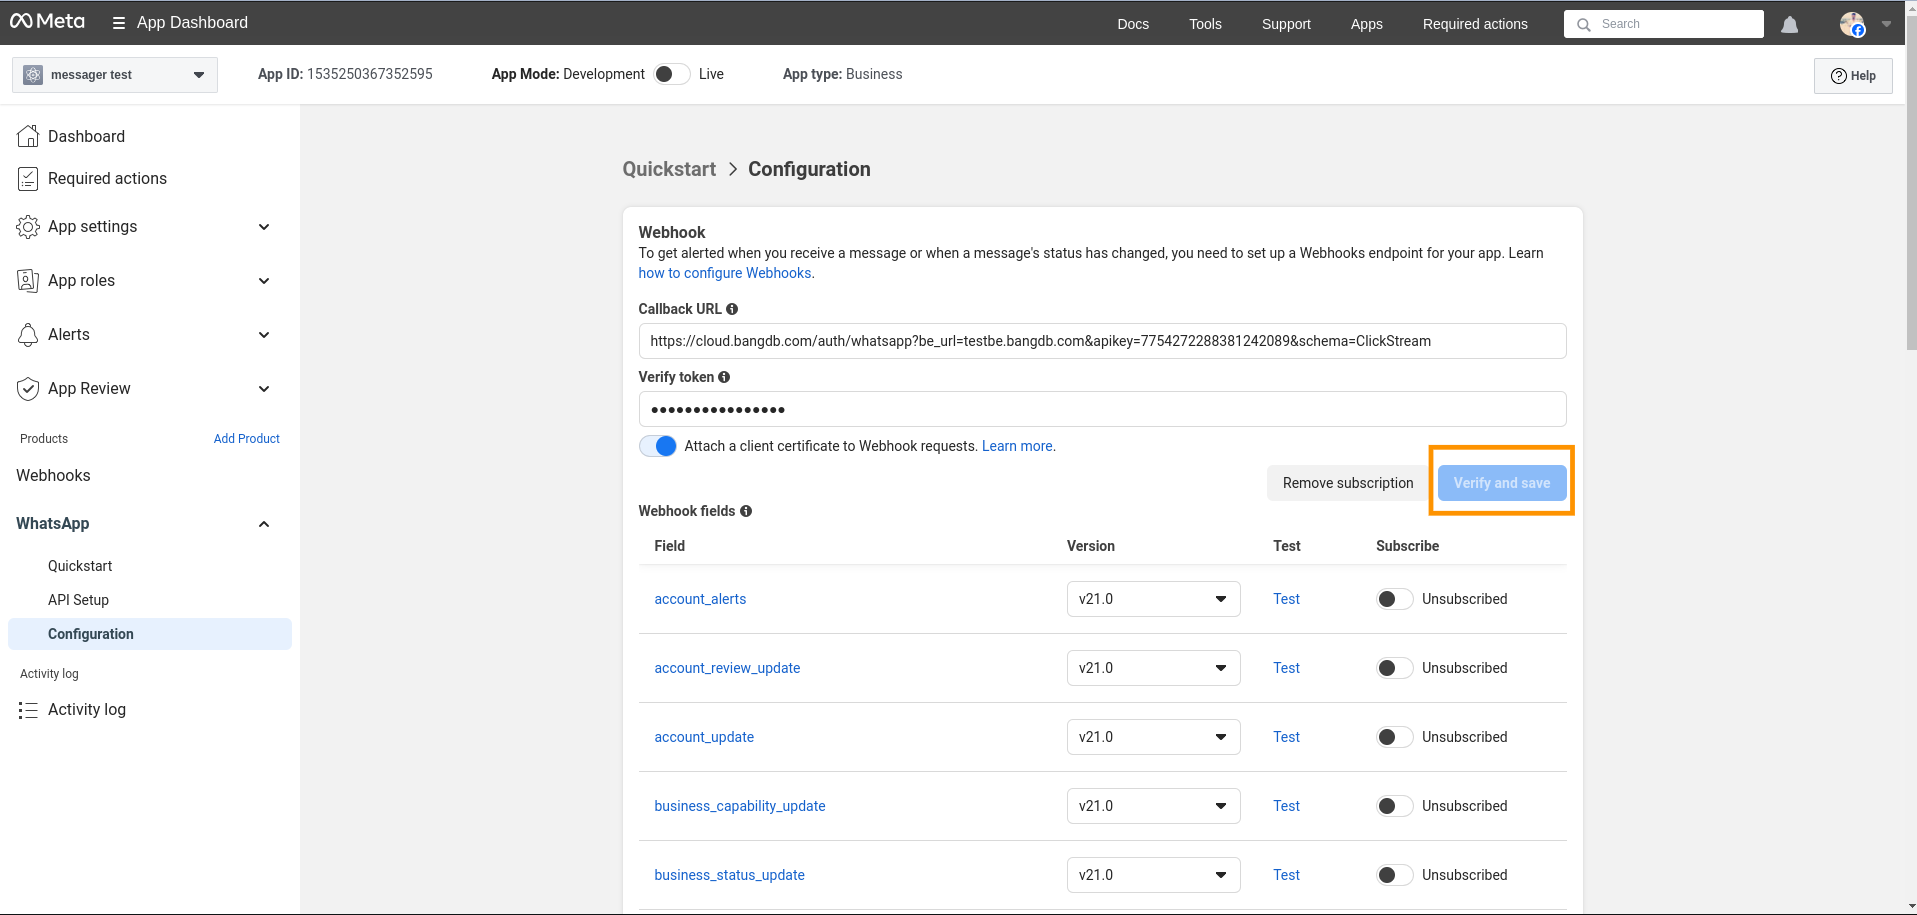 Meta App Dashboard Docs Tools Support Apps Required actions Search
messager test App ID: 1535250367352595 App Mode: Development Live App type: Business Help
Dashboard
Required actions
App settings
App roles
Alerts
App Review
Products Add Product
Webhooks
WhatsApp
Quickstart
API Setup
Configuration
Activity log
Activity log
Quickstart > Configuration
Webhook
To get alerted when you receive a message or when a message's status has changed, you need to set up a Webhooks endpoint for your app. Learn
how to configure Webhooks.
Callback URL
https://cloud.bangdb.com/auth/whatsapp?be_url=testbe.bangdb.com&apikey=7754272288381242089&schema=ClickStream
Verify token
••••••••••••••••
Attach a client certificate to Webhook requests. Learn more.
Remove subscription Verify and save
Webhook fields
Field Version Test Subscribe
account_alerts v21.0 Test Unsubscribed
account_review_update v21.0 Test Unsubscribed
account_update v21.0 Test Unsubscribed
business_capability_update v21.0 Test Unsubscribed
business_status_update v21.0 Test Unsubscribed